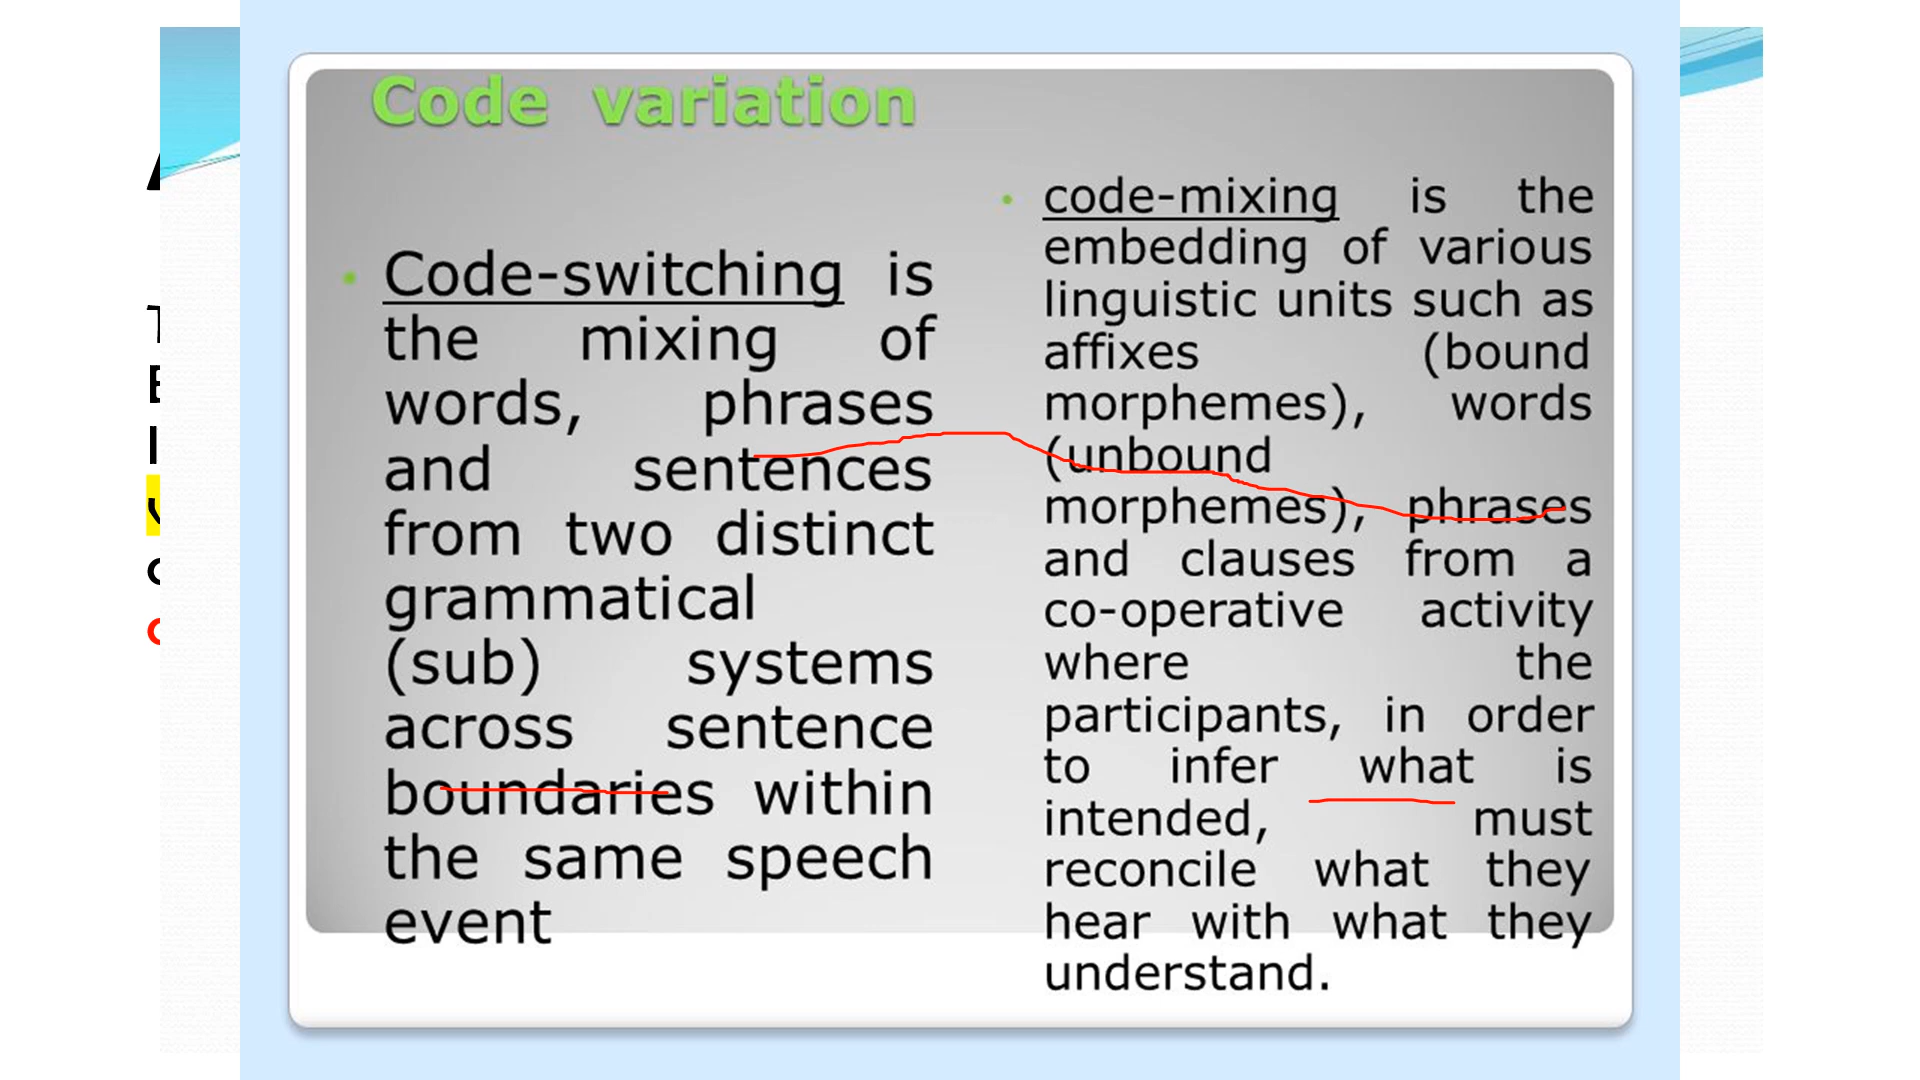 Code variation
• Code-switching is
the mixing of
words, phrases
and sentences
from two distinct
grammatical
(sub) systems
across sentence
boundaries within
the same speech
event
• code-mixing is the
embedding of various
linguistic units such as
affixes (bound
morphemes), words
(unbound
morphemes), phrases
and clauses from a
co-operative activity
where the
participants, in order
to infer what is
intended, must
reconcile what they
hear with what they
understand.